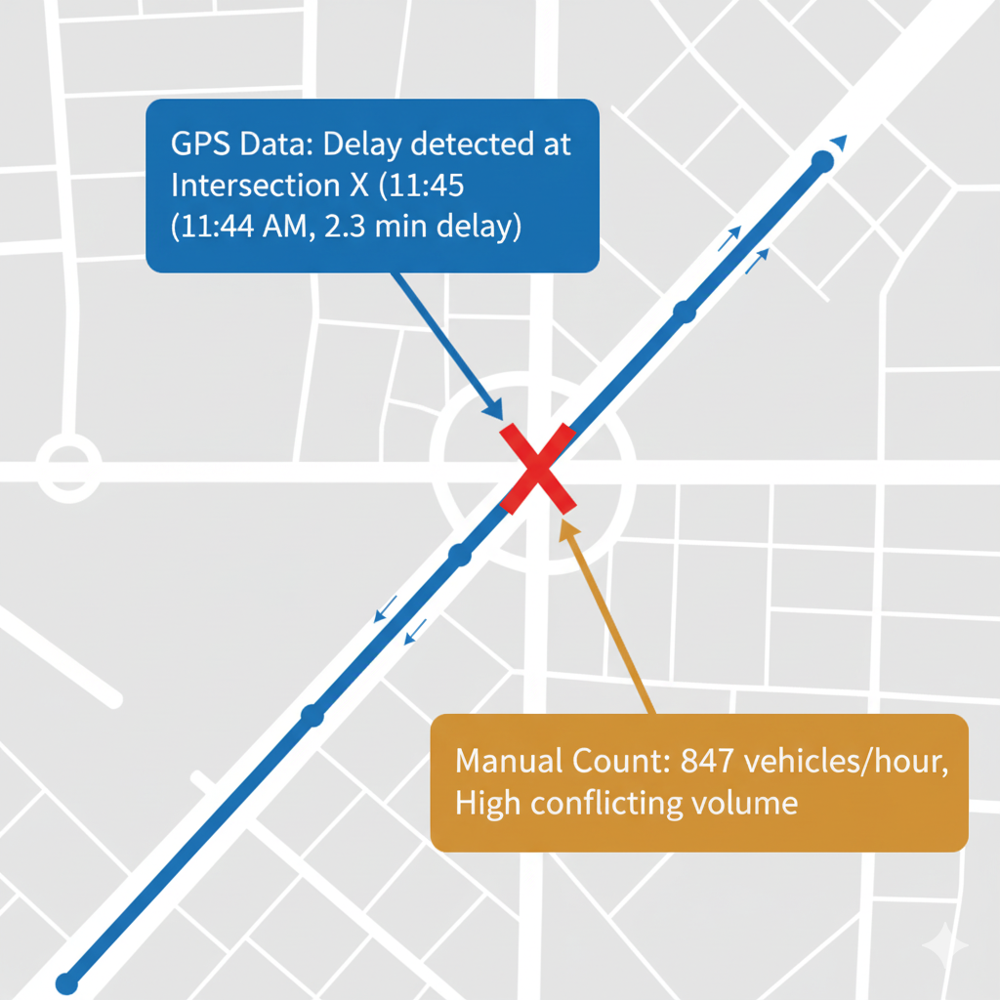 GPS Data: Delay detected at
Intersection X (11:45
(11:44 AM, 2.3 min delay)
Manual Count: 847 vehicles/hour,
High conflicting volume